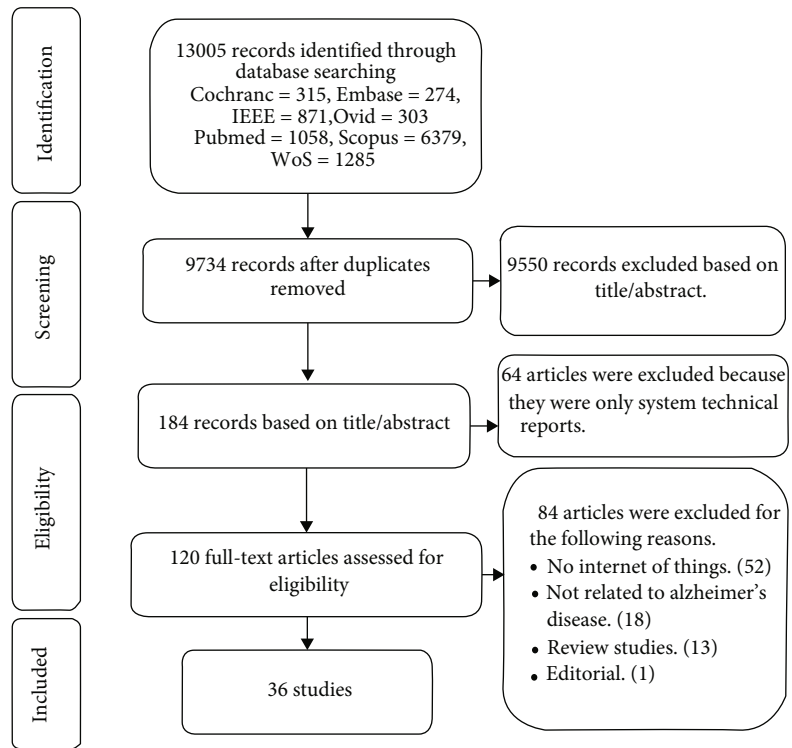 Identification
13005 records identified through
database searching
Cochranc = 315, Embase = 274,
IEEE = 871,Ovid = 303
Pubmed = 1058, Scopus = 6379,
WoS = 1285
Screening
9734 records after duplicates
removed
9550 records excluded based on
title/abstract.
Eligibility
184 records based on title/abstract
64 articles were excluded because
they were only system technical
reports.
120 full-text articles assessed for
eligibility
84 articles were excluded for
the following reasons.
• No internet of things. (52)
• Not related to alzheimer's
disease. (18)
• Review studies. (13)
• Editorial. (1)
Included
36 studies